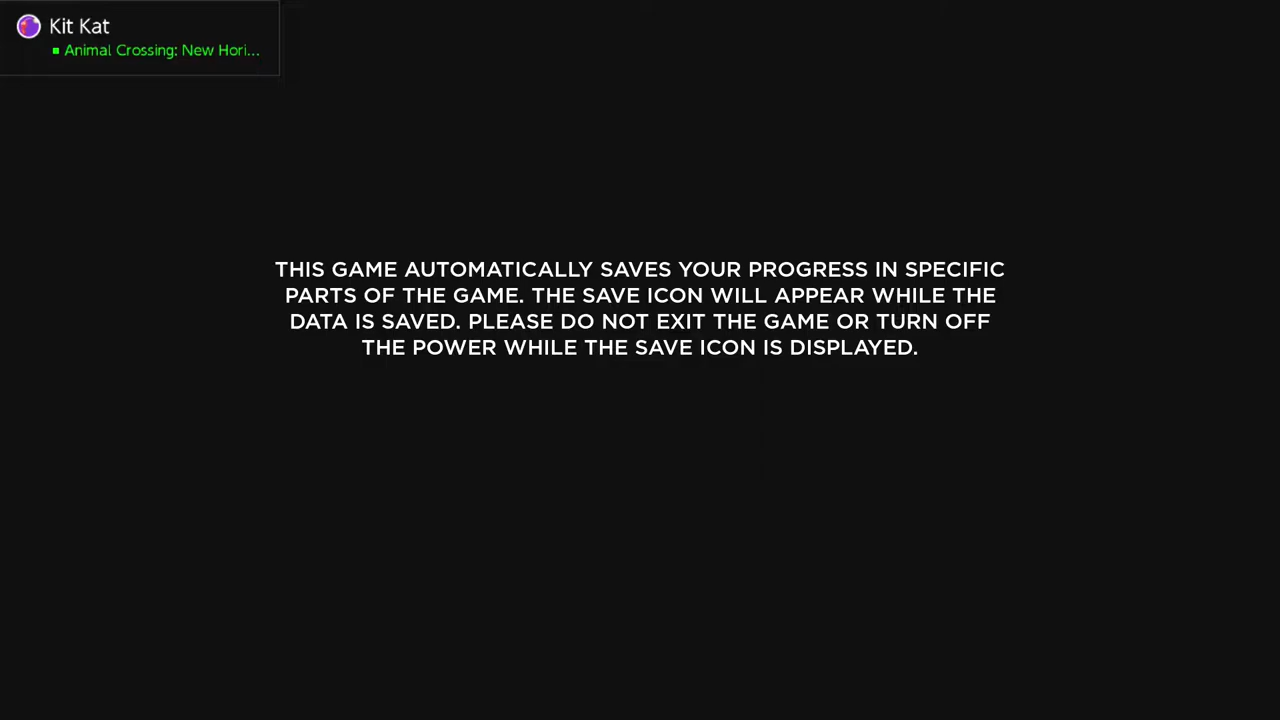 Kit Kat
Animal Crossing: New Hori...
THIS GAME AUTOMATICALLY SAVES YOUR PROGRESS IN SPECIFIC
PARTS OF THE GAME. THE SAVE ICON WILL APPEAR WHILE THE
DATA IS SAVED. PLEASE DO NOT EXIT THE GAME OR TURN OFF
THE POWER WHILE THE SAVE ICON IS DISPLAYED.